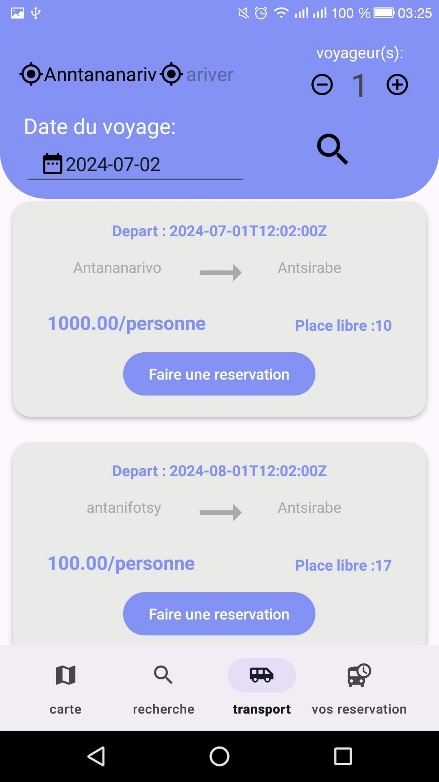 100 % 03:25
voyageur(s):
Anntananariv ariver
1
Date du voyage:
2024-07-02
Depart : 2024-07-01T12:02:00Z
Antananarivo Antsirabe
1000.00/personne Place libre :10
Faire une reservation
Depart : 2024-08-01T12:02:00Z
antanifotsy Antsirabe
100.00/personne Place libre :17
Faire une reservation
carte recherche transport vos reservation